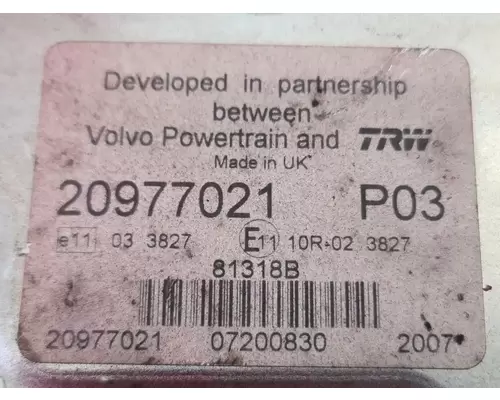 Developed in partnership
between
Volvo Powertrain and TRW
Made in UK
20977021 P03
e11 03 3827 E11 10R-02 3827
81318B
20977021 07200830 2007